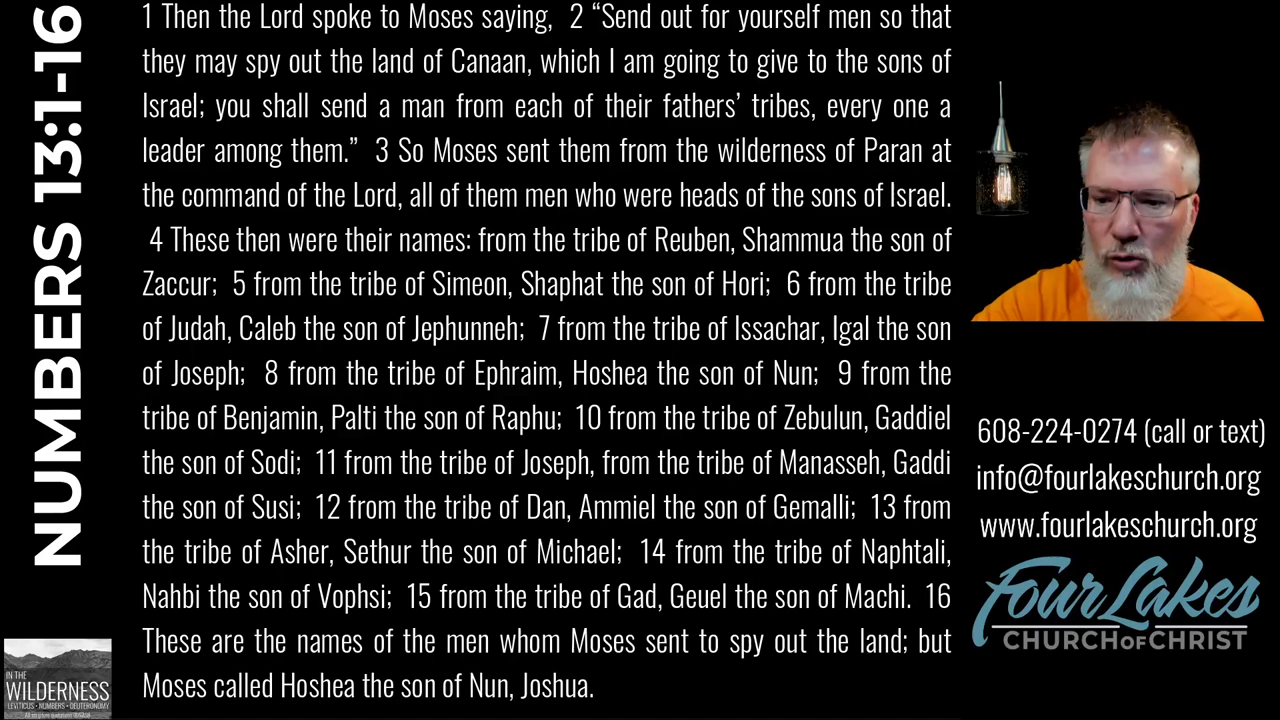 NUMBERS 13:1-16
1 Then the Lord spoke to Moses saying, 2 “Send out for yourself men so that
they may spy out the land of Canaan, which I am going to give to the sons of
Israel; you shall send a man from each of their fathers’ tribes, every one a
leader among them.” 3 So Moses sent them from the wilderness of Paran at
the command of the Lord, all of them men who were heads of the sons of Israel.
4 These then were their names: from the tribe of Reuben, Shammua the son of
Zaccur; 5 from the tribe of Simeon, Shaphat the son of Hori; 6 from the tribe
of Judah, Caleb the son of Jephunneh; 7 from the tribe of Issachar, Igal the son
of Joseph; 8 from the tribe of Ephraim, Hoshea the son of Nun; 9 from the
tribe of Benjamin, Palti the son of Raphu; 10 from the tribe of Zebulun, Gaddiel
the son of Sodi; 11 from the tribe of Joseph, from the tribe of Manasseh, Gaddi
the son of Susi; 12 from the tribe of Dan, Ammiel the son of Gemalli; 13 from
the tribe of Asher, Sethur the son of Michael; 14 from the tribe of Naphtali,
Nahbi the son of Vophsi; 15 from the tribe of Gad, Geuel the son of Machi. 16
These are the names of the men whom Moses sent to spy out the land; but
Moses called Hoshea the son of Nun, Joshua.
608-224-0274 (call or text)
info@fourlakeschurch.org
www.fourlakeschurch.org
Four Lakes
CHURCH OF CHRIST
IN THE
WILDERNESS
LEVITICUS • NUMBERS • DEUTERONOMY